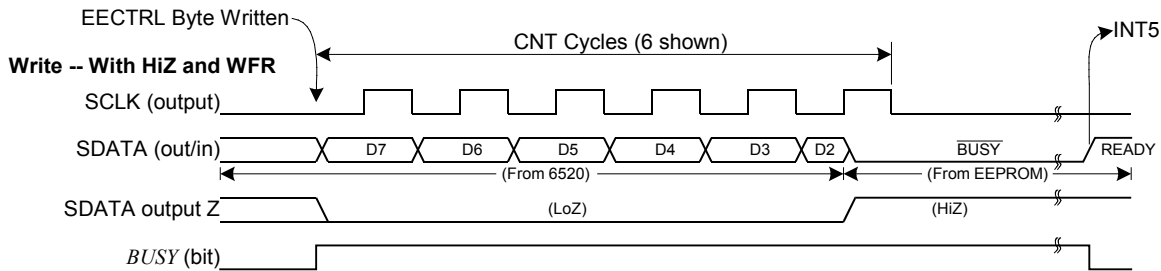 EECTRL Byte Written
INT5
CNT Cycles (6 shown)
Write -- With HiZ and WFR
SCLK (output)
SDATA (out/in) D7 D6 D5 D4 D3 D2 BUSY READY
(From 6520) (From EEPROM)
SDATA output Z (LoZ) (HiZ)
BUSY (bit)